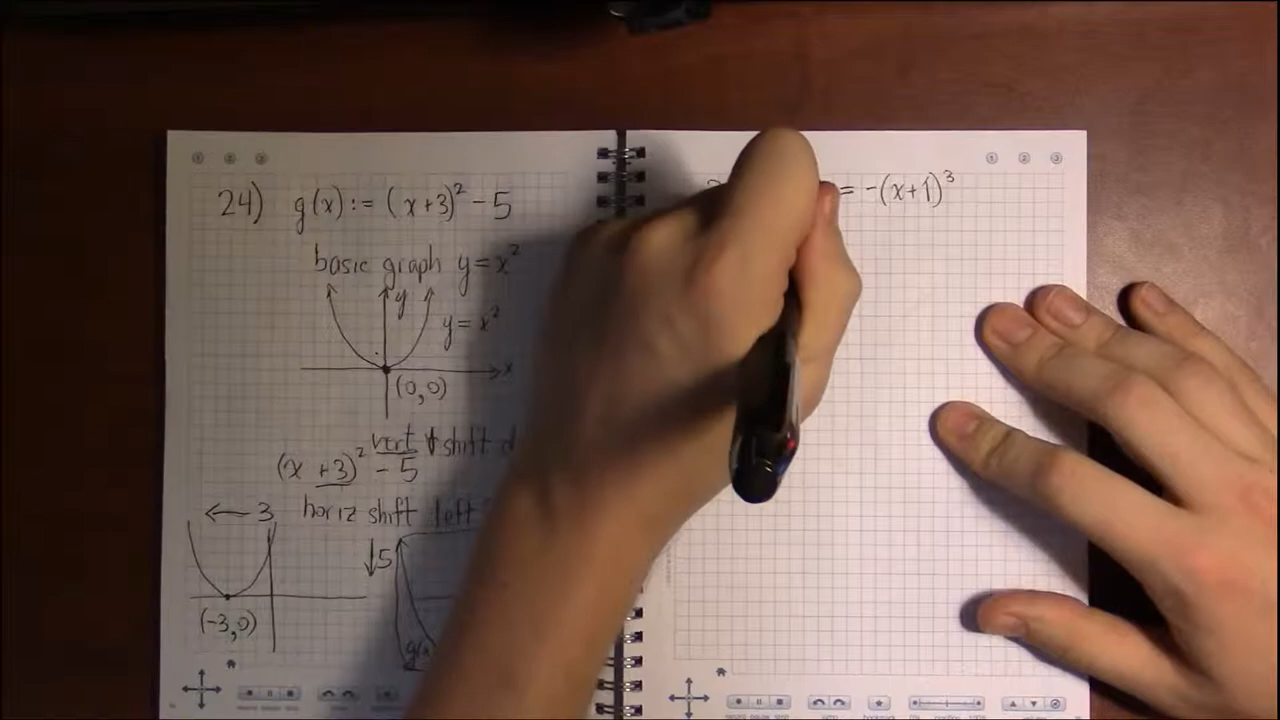 24) g(x):= (x+3)² - 5
basic graph y = x²
y
y = x²
x
(0,0)
vert shift
(x +3)² - 5
horiz shift left
← 3
↓5
(-3,0)
g(x)
= -(x+1)³